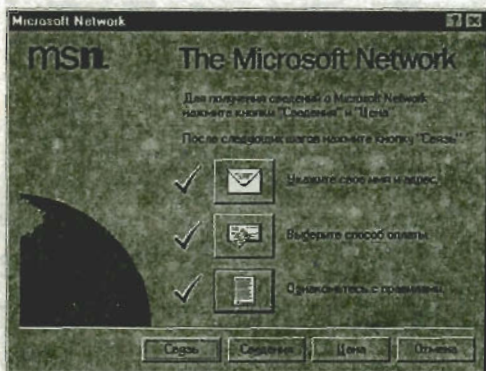 Microsoft Network
msn. The Microsoft Network
Для получения сведений о Microsoft Network
нажмите кнопки "Сведения" и "Цена".
После следующих шагов нажмите кнопку "Связь".
Укажите свое имя и адрес.
Выберите способ оплаты.
Ознакомьтесь с правилами.
Связь Сведения Цена Отмена